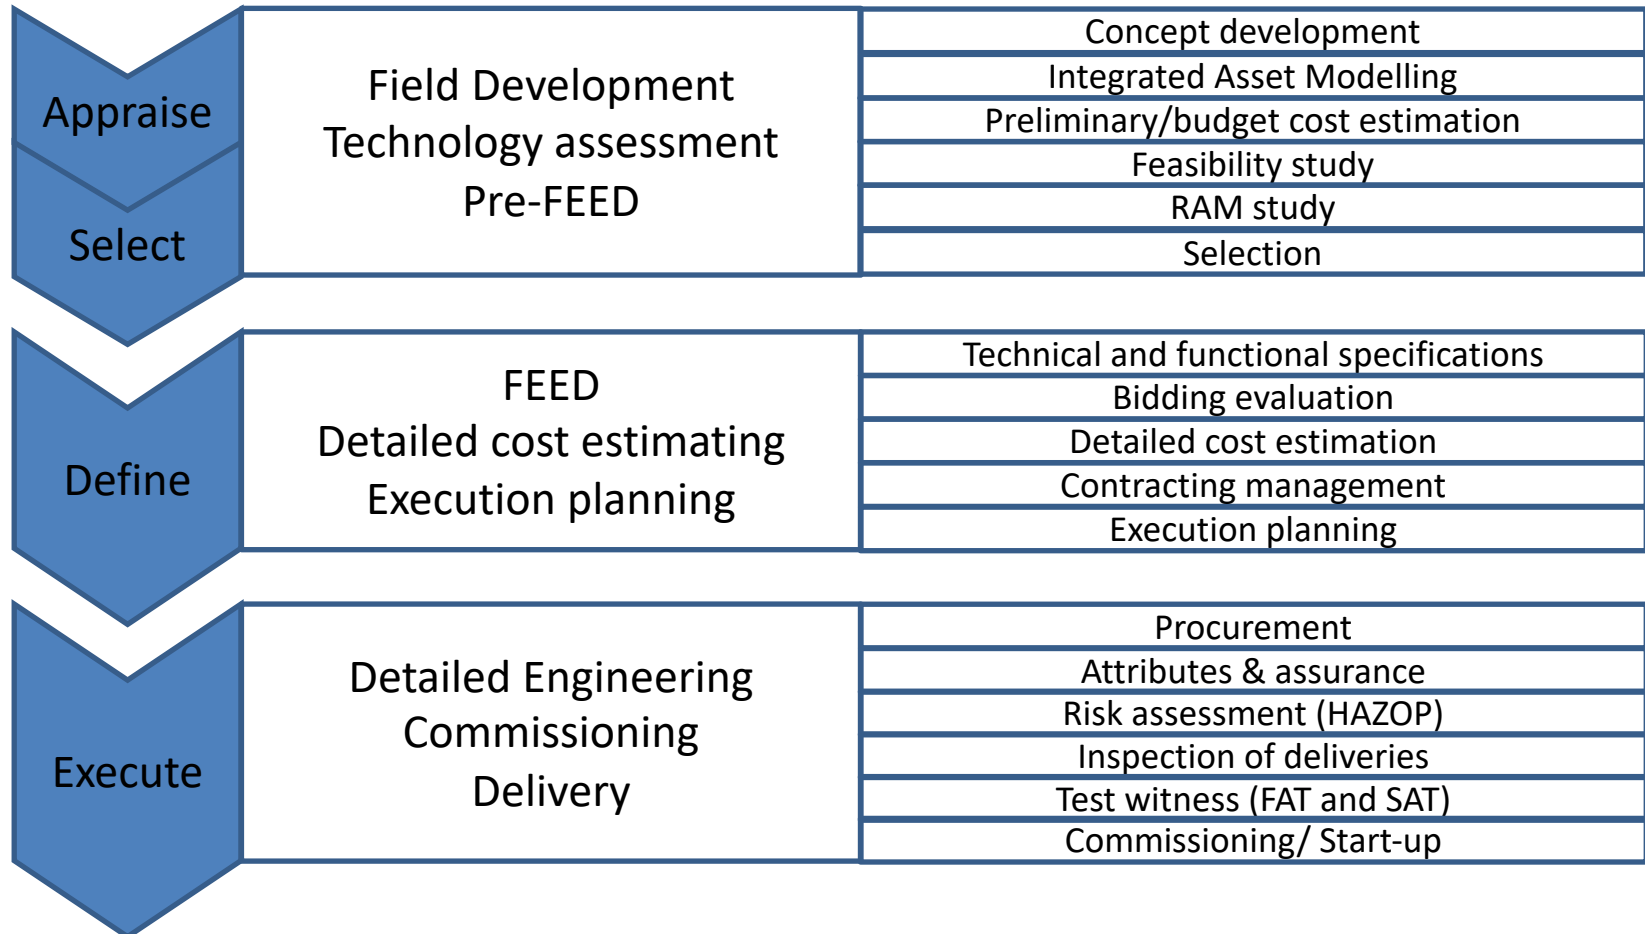 Appraise
Select
Field Development
Technology assessment
Pre-FEED
Concept development
Integrated Asset Modelling
Preliminary/budget cost estimation
Feasibility study
RAM study
Selection
Define
FEED
Detailed cost estimating
Execution planning
Technical and functional specifications
Bidding evaluation
Detailed cost estimation
Contracting management
Execution planning
Execute
Detailed Engineering
Commissioning
Delivery
Procurement
Attributes & assurance
Risk assessment (HAZOP)
Inspection of deliveries
Test witness (FAT and SAT)
Commissioning/ Start-up